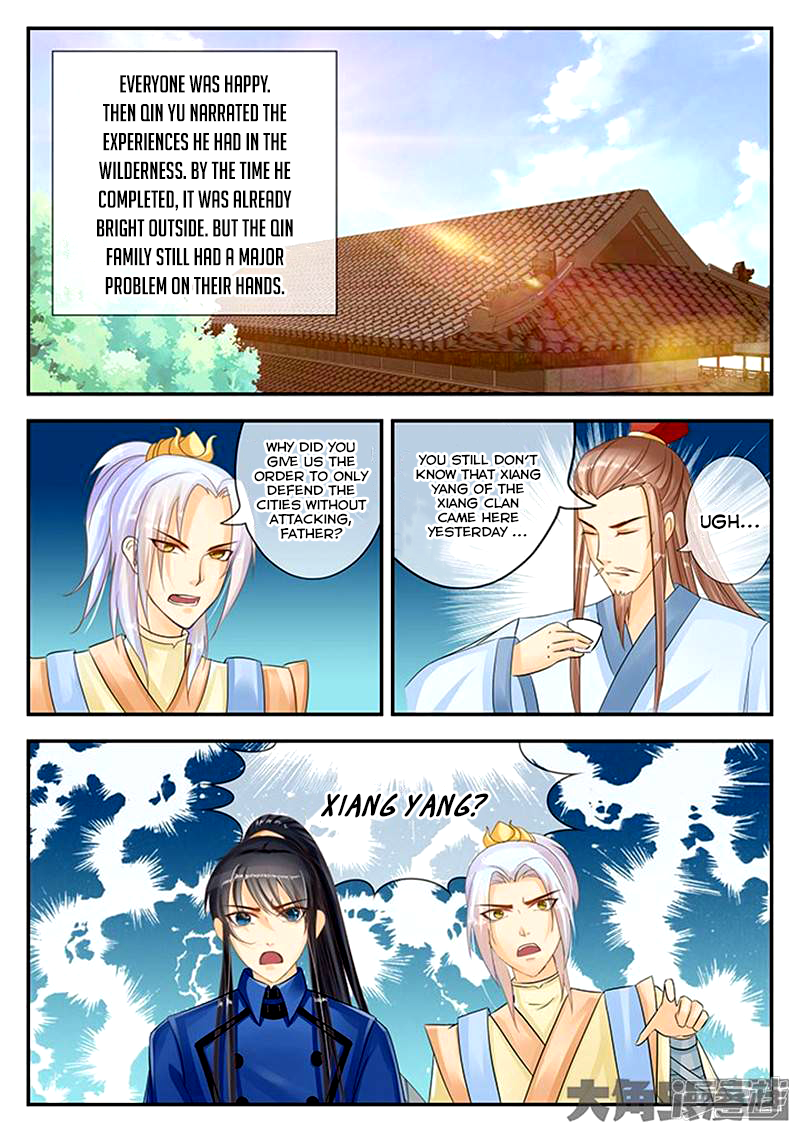 EVERYONE WAS HAPPY.
THEN QIN YU NARRATED THE
EXPERIENCES HE HAD IN THE
WILDERNESS. BY THE TIME HE
COMPLETED, IT WAS ALREADY
BRIGHT OUTSIDE. BUT THE QIN
FAMILY STILL HAD A MAJOR
PROBLEM ON THEIR HANDS.
WHY DID YOU
GIVE US THE
ORDER TO ONLY
DEFEND THE
CITIES WITHOUT
ATTACKING,
FATHER?
YOU STILL DON'T
KNOW THAT XIANG
YANG OF THE
XIANG CLAN
CAME HERE
YESTERDAY ...
UGH...
XIANG YANG?
大角虫漫画